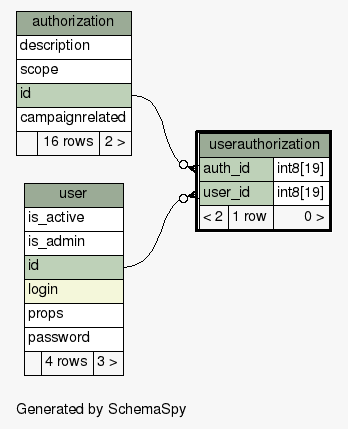 authorization
description
scope
id
campaignrelated
16 rows 2 >
userauthorization
auth_id int8[19]
user_id int8[19]
< 2 1 row 0 >
user
is_active
is_admin
id
login
props
password
4 rows 3 >
Generated by SchemaSpy